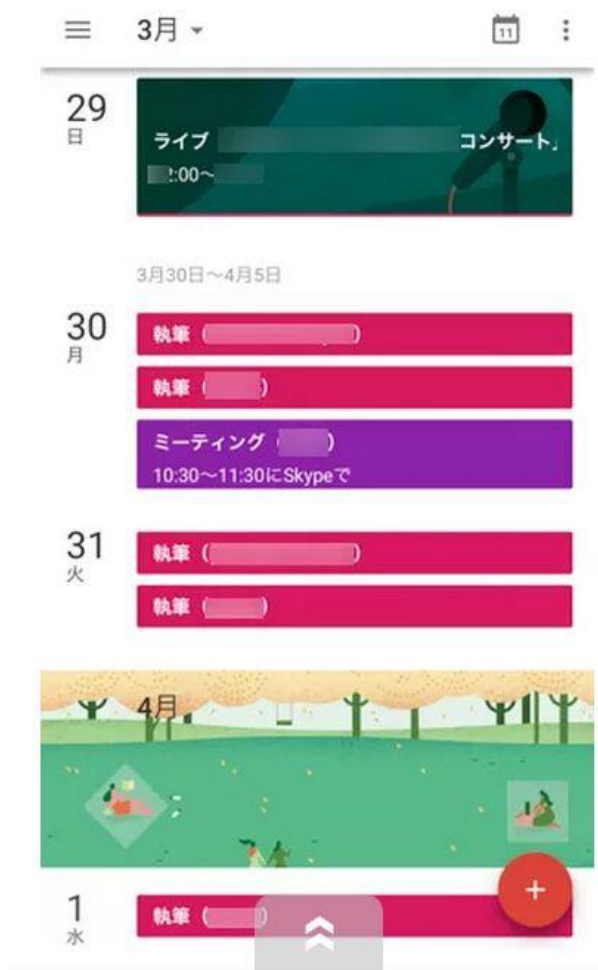 3月
11
29
日
ライブ コンサート」
:00~
3月30日~4月5日
30
月
執筆 ( )
執筆 ( )
ミーティング ( )
10:30~11:30にSkypeで
31
火
執筆 ( )
執筆 ( )
4月
1
水
執筆 ( )